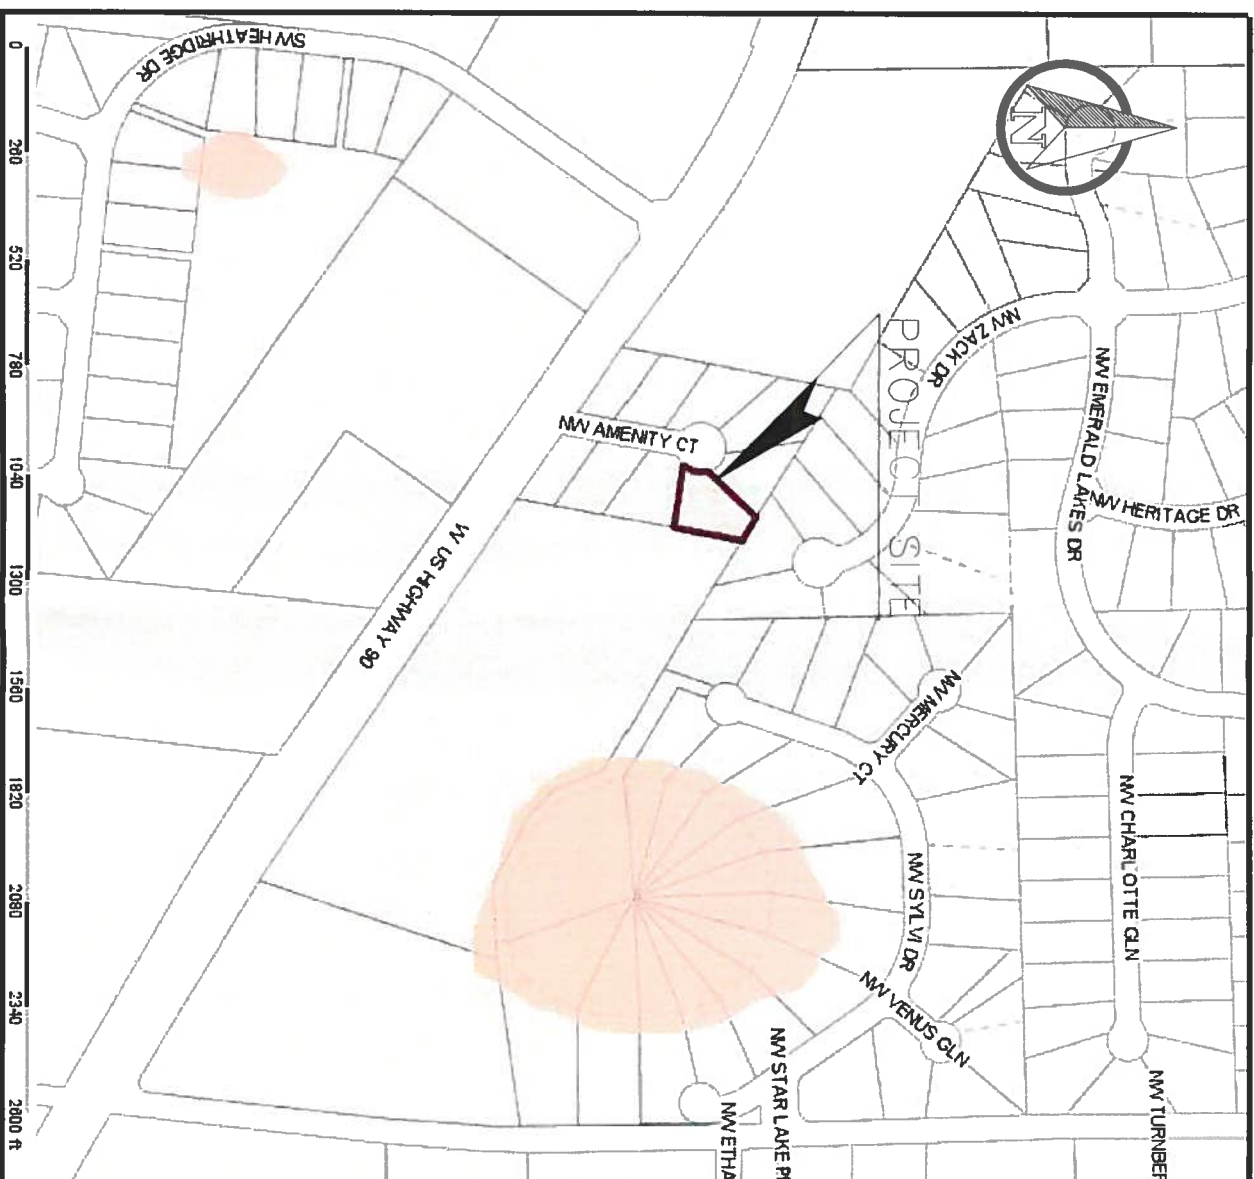 SW HEATHRIDGE DR
N
NW ZACK DR
PROJECT SITE
NW EMERALD LAKES DR
NW HERITAGE DR
NW AMENITY CT
W US HIGHWAY 90
NW MERCURY CT
NW CHARLOTTE GLN
NW SYLVI DR
NW VENUS GLN
NW STAR LAKE
NW ETHA
NW TURNBER
0
260
520
780
1040
1300
1560
1820
2080
2340
2600 ft